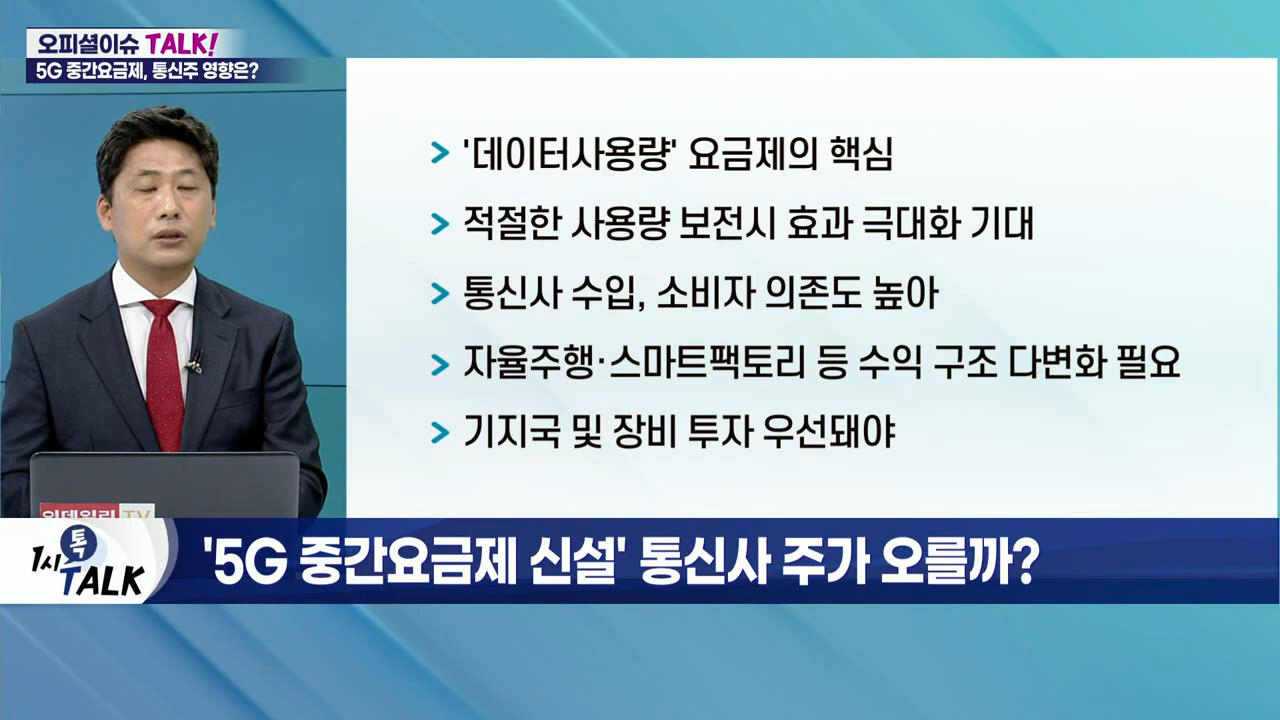 오피셜이슈 TALK!
5G 중간요금제, 통신주 영향은?
> '데이터사용량' 요금제의 핵심
> 적절한 사용량 보전시 효과 극대화 기대
> 통신사 수입, 소비자 의존도 높아
> 자율주행·스마트팩토리 등 수익 구조 다변화 필요
> 기지국 및 장비 투자 우선돼야
이데일리 TV
1시톡 TALK
'5G 중간요금제 신설' 통신사 주가 오를까?